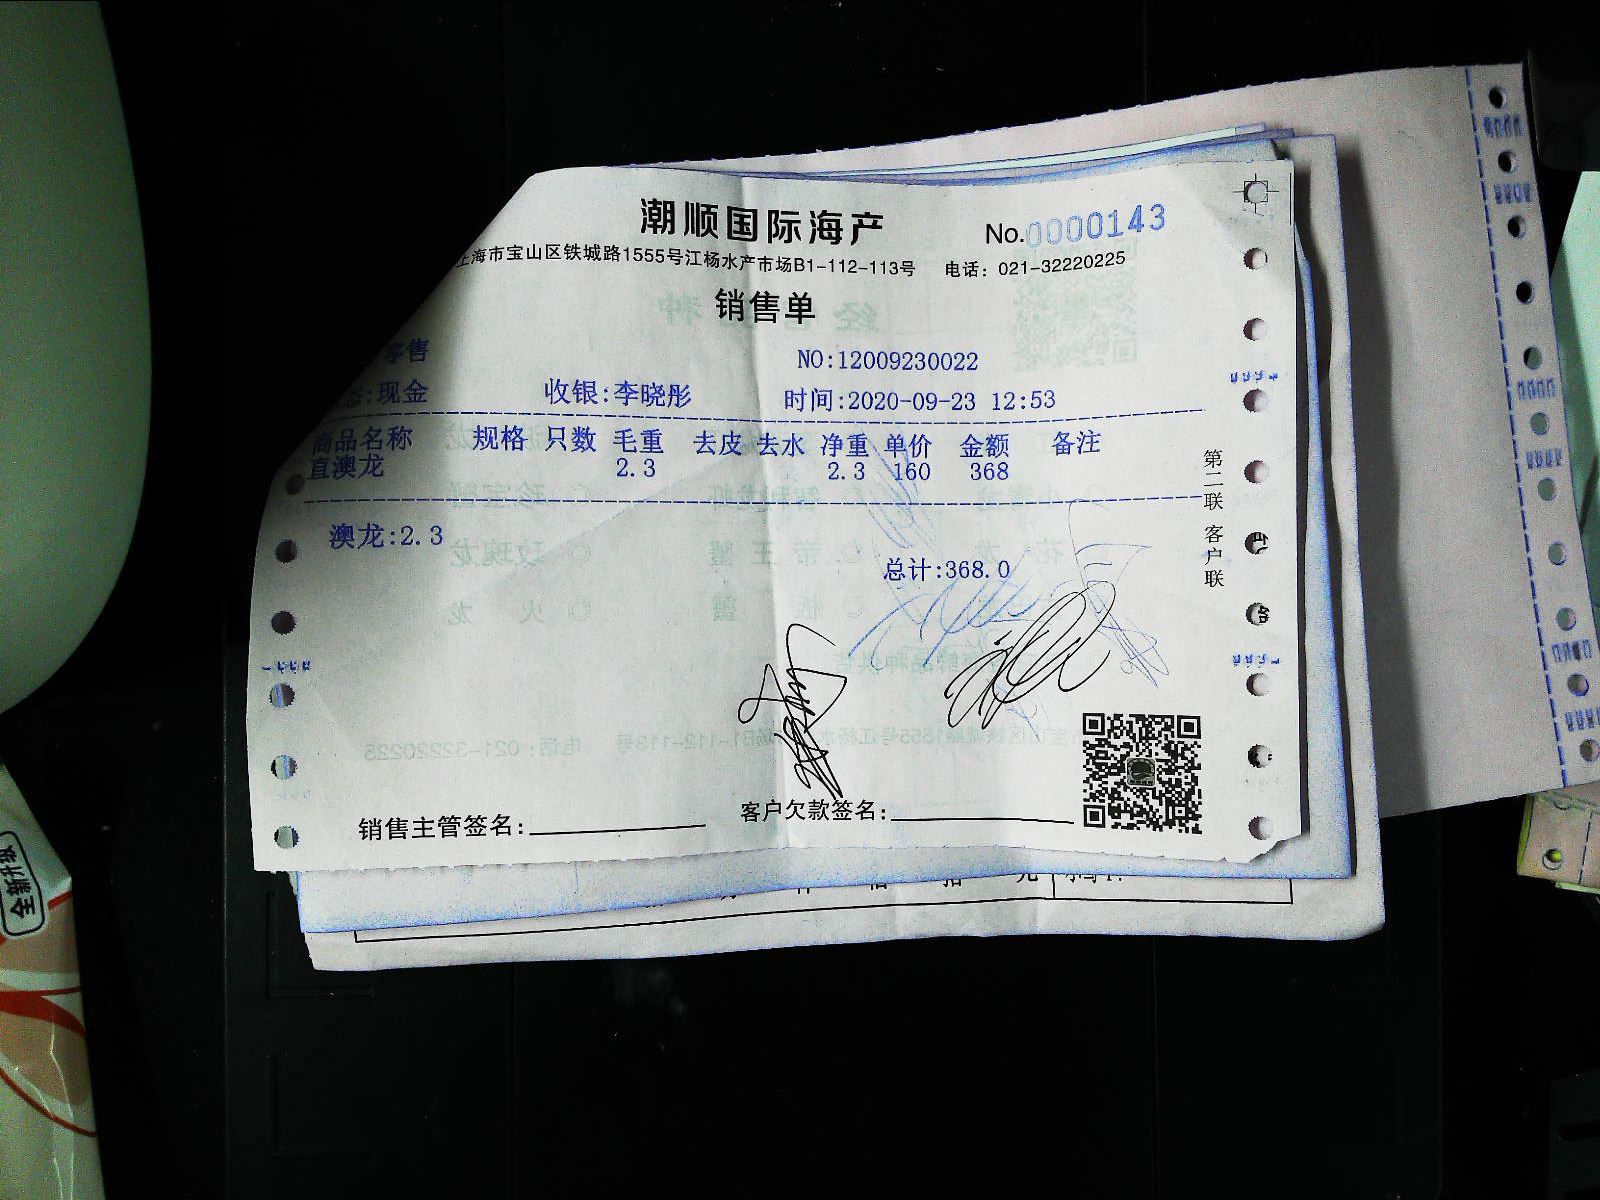 潮顺国际海产
No.0000143
上海市宝山区铁城路1555号江杨水产市场B1-112-113号 电话：021-32220225
销售单
零售
NO:12009230022
态:现金 收银:李晓彤 时间:2020-09-23 12:53
商品名称 规格 只数 毛重 去皮 去水 净重 单价 金额 备注
直澳龙 2.3 2.3 160 368
澳龙:2.3
总计:368.0
第二联 客户联
销售主管签名:
客户欠款签名:
全新升级